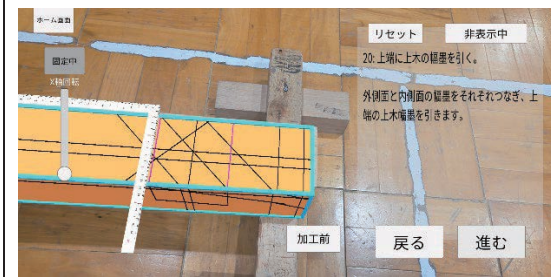 ホーム画面
固定中
X軸回転
リセット
非表示中
20: 上端に上木の幅墨を引く。
外側面と内側面の幅墨をそれぞれつなぎ、上
端の上木幅墨を引きます。
加工前
戻る
進む